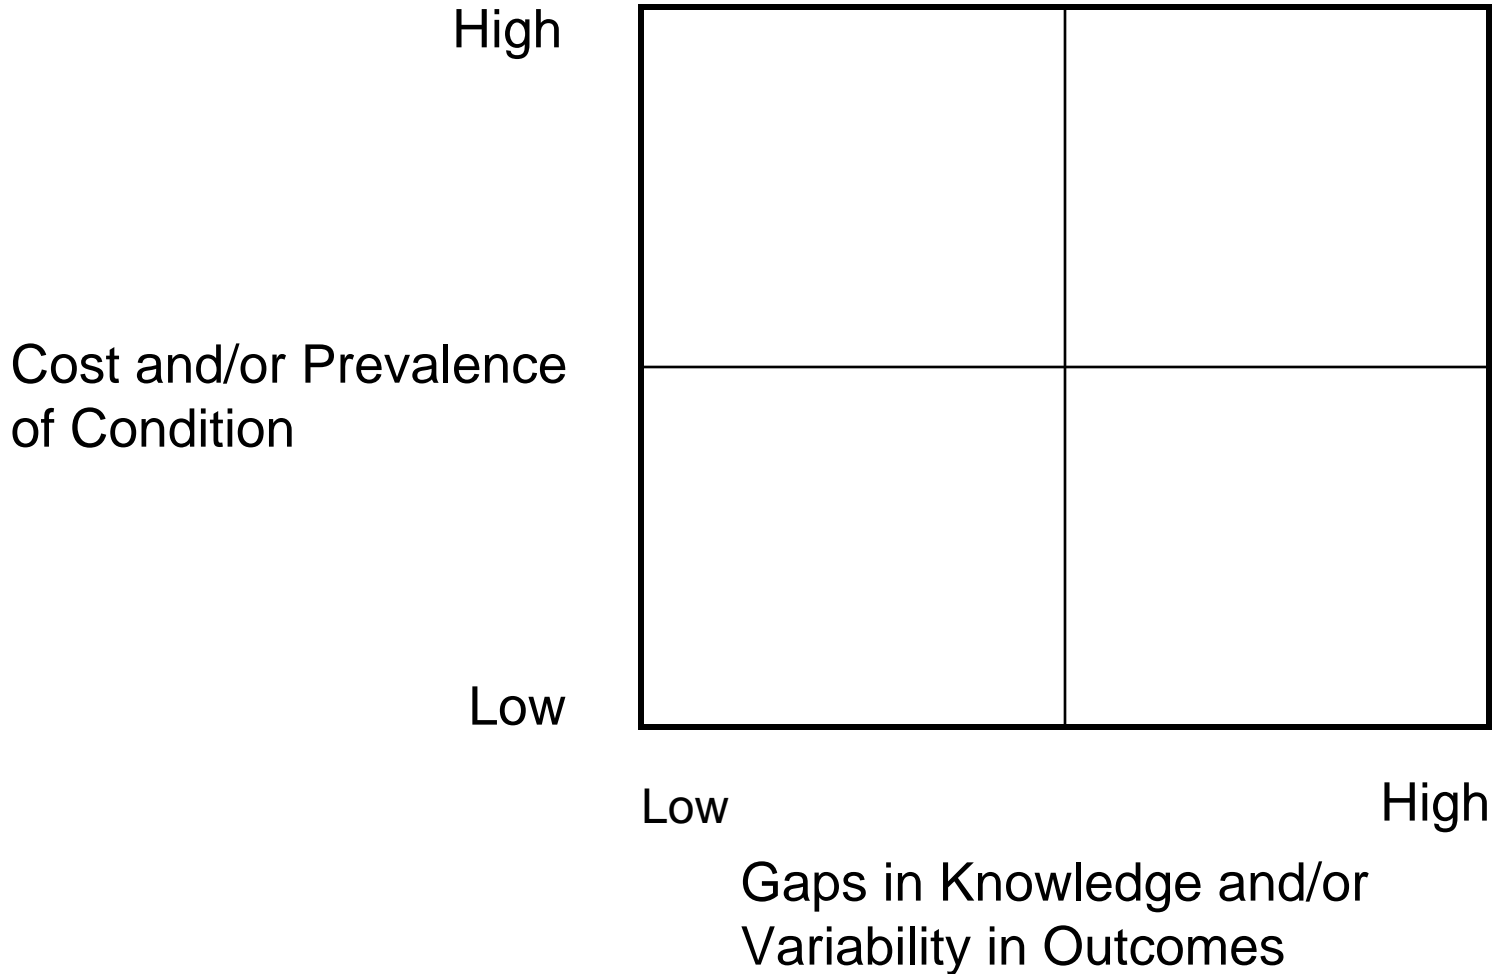 High
Cost and/or Prevalence
of Condition
Low
Low
High
Gaps in Knowledge and/or
Variability in Outcomes